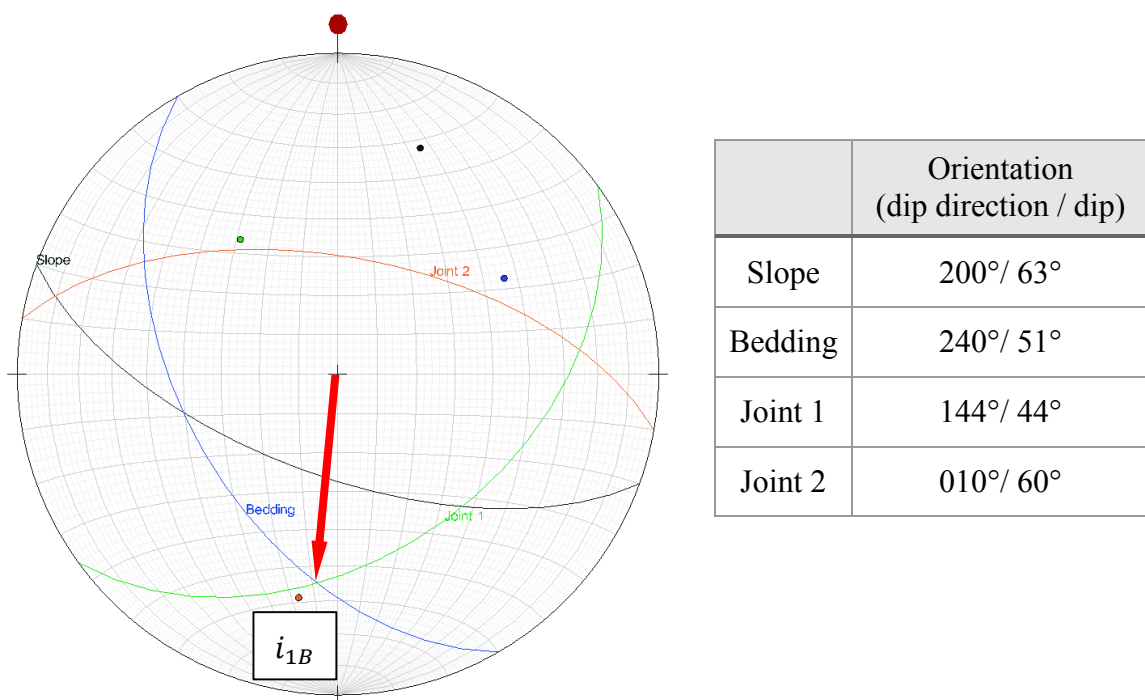 Slope
Joint 2
Bedding
Joint 1
i₁B
Orientation
(dip direction / dip)
Slope 200°/ 63°
Bedding 240°/ 51°
Joint 1 144°/ 44°
Joint 2 010°/ 60°